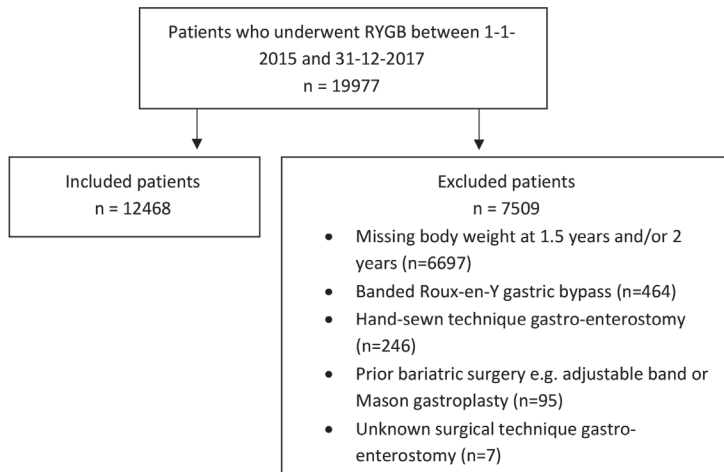 Patients who underwent RYGB between 1-1-
2015 and 31-12-2017
n = 19977
Included patients
n = 12468
Excluded patients
n = 7509
• Missing body weight at 1.5 years and/or 2
years (n=6697)
• Banded Roux-en-Y gastric bypass (n=464)
• Hand-sewn technique gastro-enterostomy
(n=246)
• Prior bariatric surgery e.g. adjustable band or
Mason gastroplasty (n=95)
• Unknown surgical technique gastro-
enterostomy (n=7)